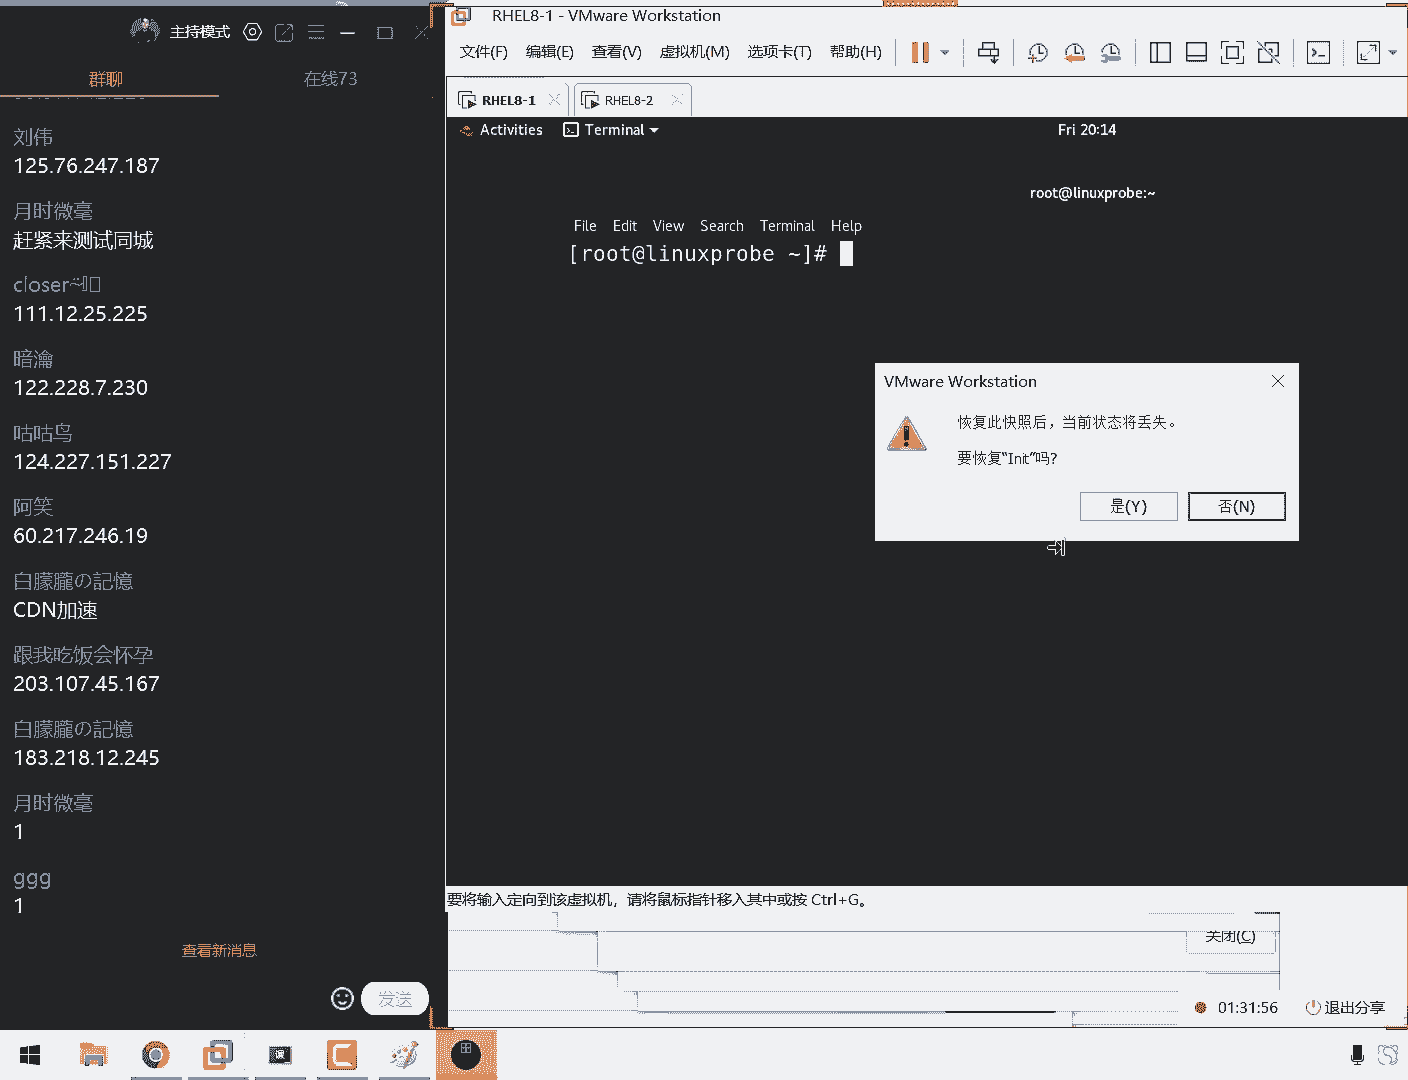 主持模式
群聊
在线73
刘伟
125.76.247.187
月时微毫
赶紧来测试同城
closer
111.12.25.225
暗瀹
122.228.7.230
咕咕鸟
124.227.151.227
阿笑
60.217.246.19
白朦朧の記憶
CDN加速
跟我吃饭会怀孕
203.107.45.167
白朦朧の記憶
183.218.12.245
月时微毫
1
ggg
1
查看新消息
发送
RHEL8-1 - VMware Workstation
文件(F) 编辑(E) 查看(V) 虚拟机(M) 选项卡(T) 帮助(H)
RHEL8-1 RHEL8-2
Activities Terminal Fri 20:14
root@linuxprobe:~
File Edit View Search Terminal Help
[root@linuxprobe ~]#
VMware Workstation
恢复此快照后，当前状态将丢失。
要恢复“Init”吗?
是(Y) 否(N)
要将输入定向到该虚拟机，请将鼠标指针移入其中或按 Ctrl+G。
关闭(C)
01:31:56 退出分享